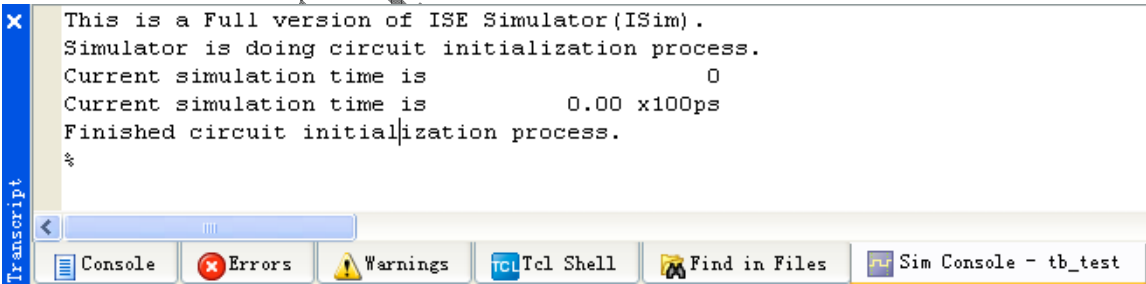 This is a Full version of ISE Simulator(ISim).
Simulator is doing circuit initialization process.
Current simulation time is                   0
Current simulation time is         0.00 x100ps
Finished circuit initialization process.
%
Transcript
Console
Errors
Warnings
TCL Tcl Shell
Find in Files
Sim Console - tb_test